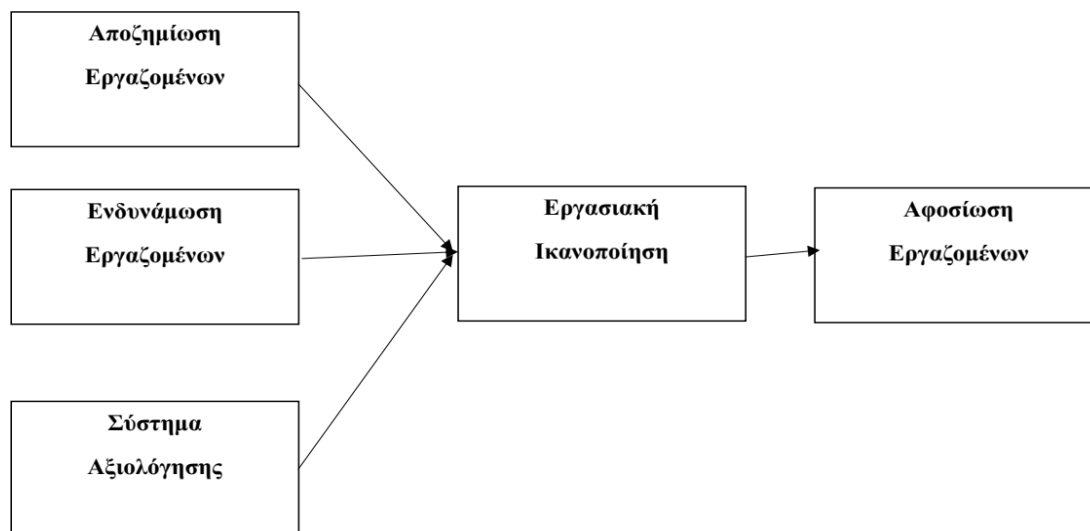 Αποζημίωση
Εργαζομένων
Ενδυνάμωση
Εργαζομένων
Σύστημα
Αξιολόγησης
Εργασιακή
Ικανοποίηση
Αφοσίωση
Εργαζομένων